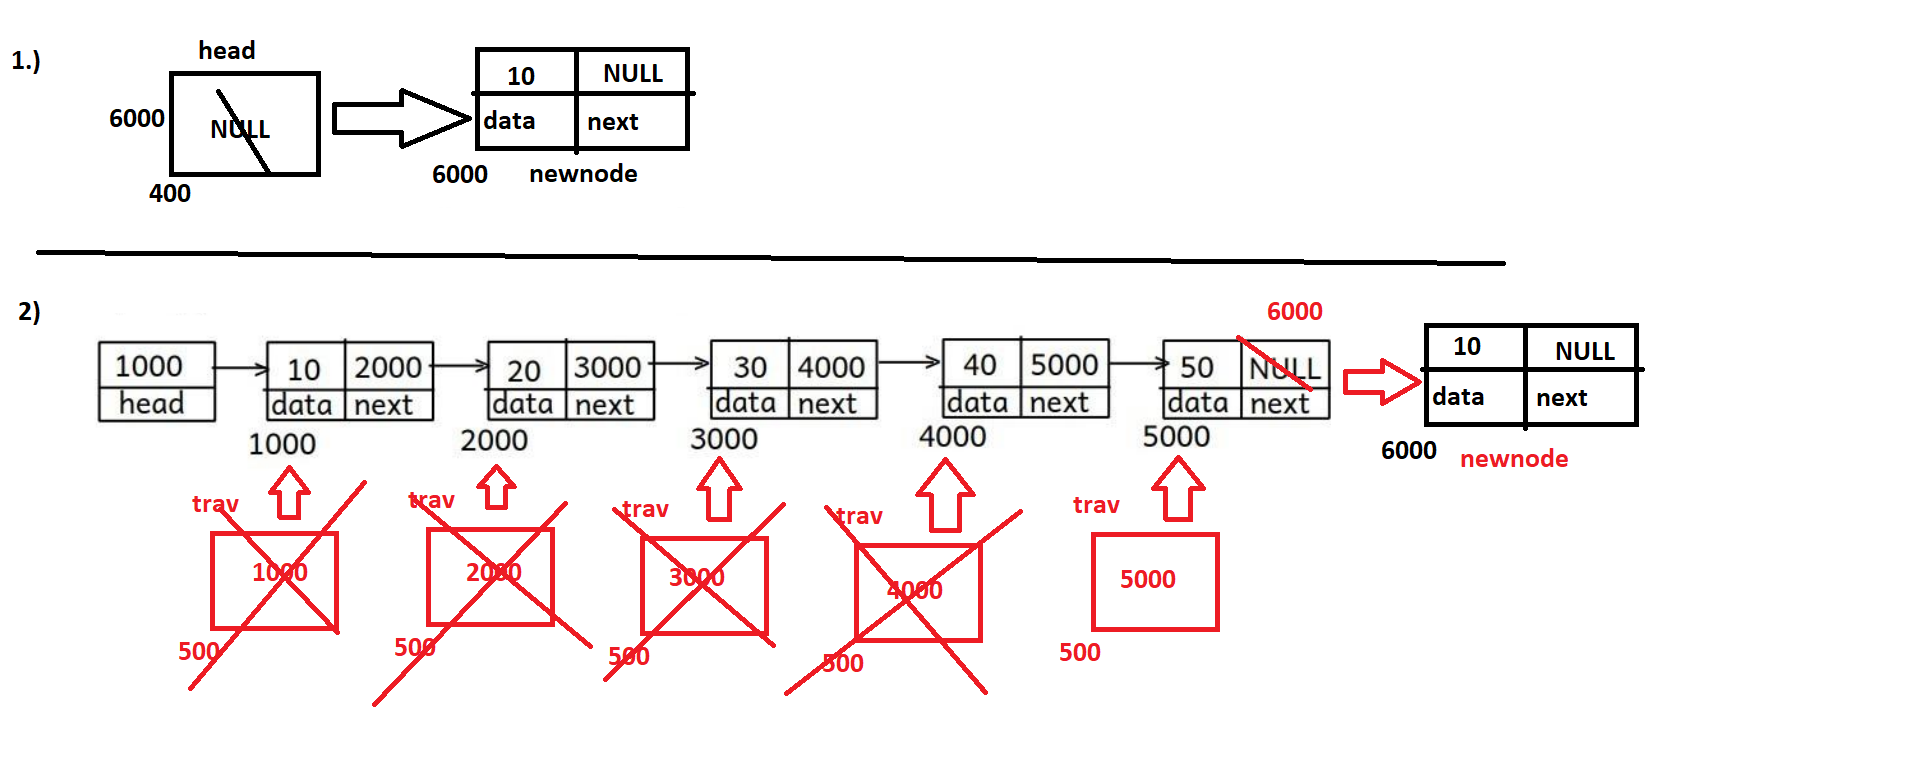 1.)
head
6000
NULL
400
10 NULL
data next
6000 newnode
2)
6000
1000
head
10 2000
data next
1000
20 3000
data next
2000
30 4000
data next
3000
40 5000
data next
4000
50 NULL
data next
5000
10 NULL
data next
6000 newnode
trav
1000
500
trav
2000
500
trav
3000
500
trav
4000
500
trav
5000
500